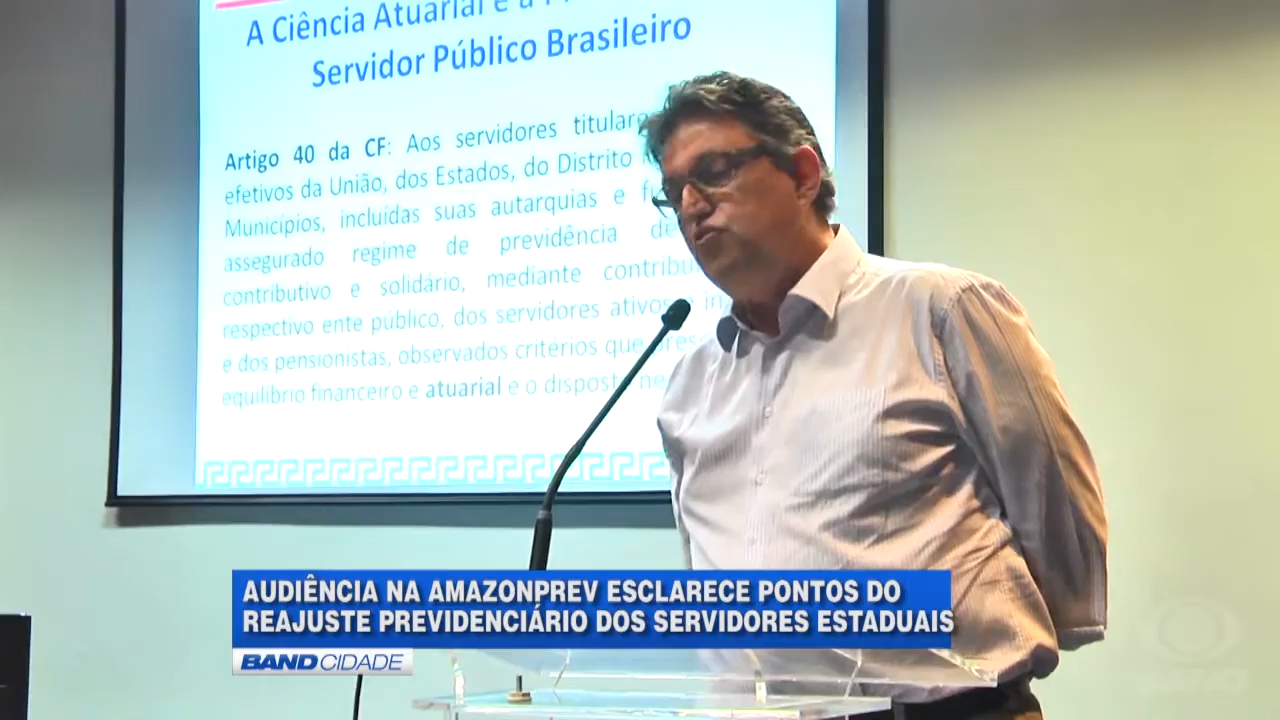 A Ciência Atuarial e a
Servidor Público Brasileiro
Artigo 40 da CF: Aos servidores
efetivos da União, dos Estados, do Distrito
Municípios, incluídas suas autarquias e
assegurado regime de previdência de
contributivo e solidário, mediante
respectivo ente público, dos servidores ativos e
e dos pensionistas, observados critérios que
equilíbrio financeiro e atuarial e o disposto
AUDIÊNCIA NA AMAZONPREV ESCLARECE PONTOS DO
REAJUSTE PREVIDENCIÁRIO DOS SERVIDORES ESTADUAIS
BAND CIDADE